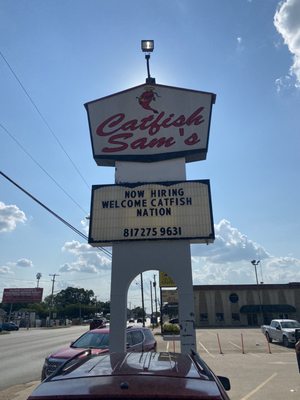 Catfish
Sam's
NOW HIRING
WELCOME CATFISH
NATION
817 275 9631